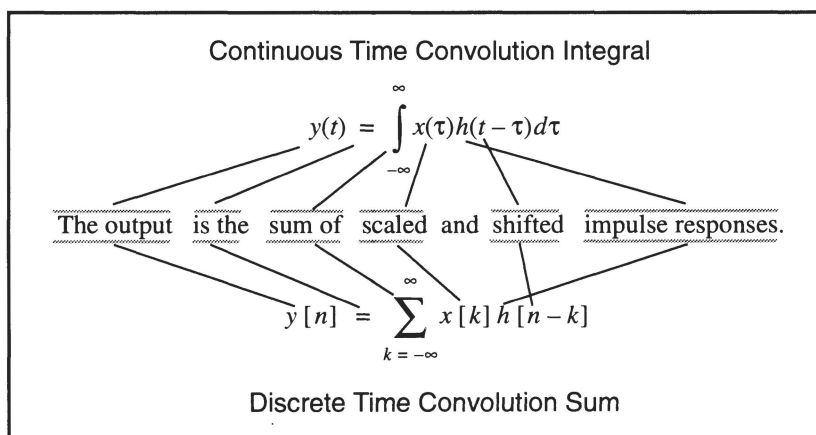 Continuous Time Convolution Integral
y(t) = ∫_{-∞}^{∞} x(τ)h(t − τ)dτ
The output is the sum of scaled and shifted impulse responses.
y [n] = ∑_{k = −∞}^{∞} x [k] h [n − k]
Discrete Time Convolution Sum